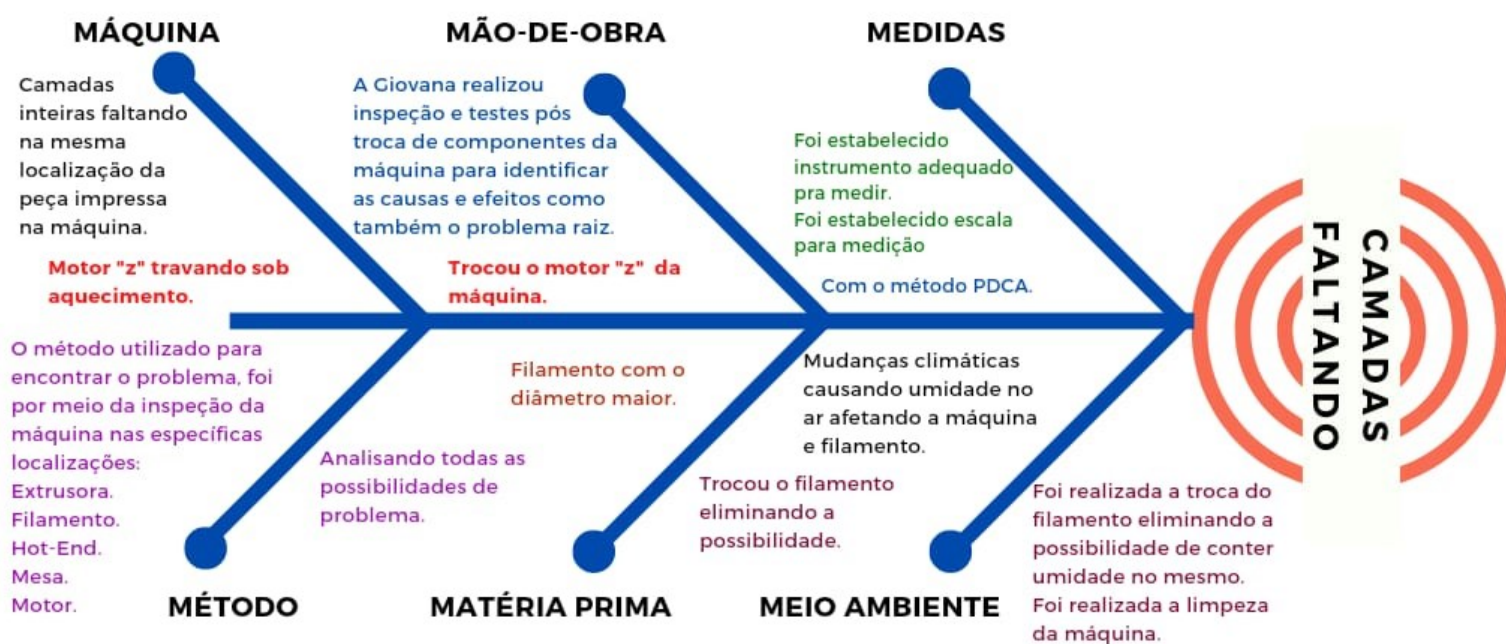 MÁQUINA
Camadas
inteiras faltando
na mesma
localização da
peça impressa
na máquina.
Motor "z" travando sob
aquecimento.
MÃO-DE-OBRA
A Giovana realizou
inspeção e testes pós
troca de componentes da
máquina para identificar
as causas e efeitos como
também o problema raiz.
Trocou o motor "z" da
máquina.
MEDIDAS
Foi estabelecido
instrumento adequado
pra medir.
Foi estabelecido escala
para medição
Com o método PDCA.
CAMADAS
FALTANDO
O método utilizado para
encontrar o problema, foi
por meio da inspeção da
máquina nas específicas
localizações:
Extrusora.
Filamento.
Hot-End.
Mesa.
Motor.
Analisando todas as
possibilidades de
problema.
MÉTODO
Filamento com o
diâmetro maior.
Trocou o filamento
eliminando a
possibilidade.
MATÉRIA PRIMA
Mudanças climáticas
causando umidade no
ar afetando a máquina
e filamento.
Foi realizada a troca do
filamento eliminando a
possibilidade de conter
umidade no mesmo.
Foi realizada a limpeza
da máquina.
MEIO AMBIENTE